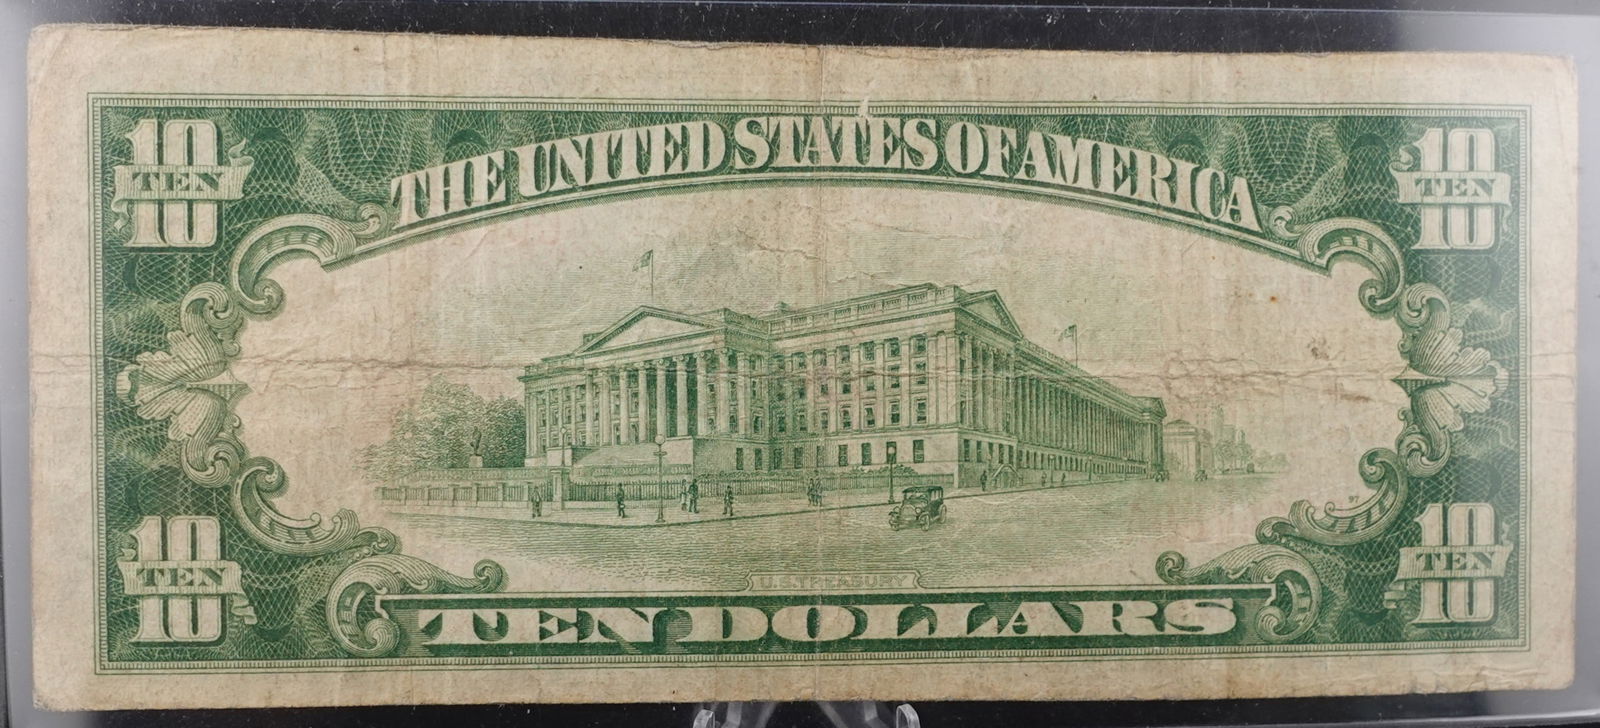 10 TEN 10
THE UNITED STATES OF AMERICA
10 TEN 10
97
10 TEN 10
U.S. TREASURY
TEN DOLLARS
10 TEN 10